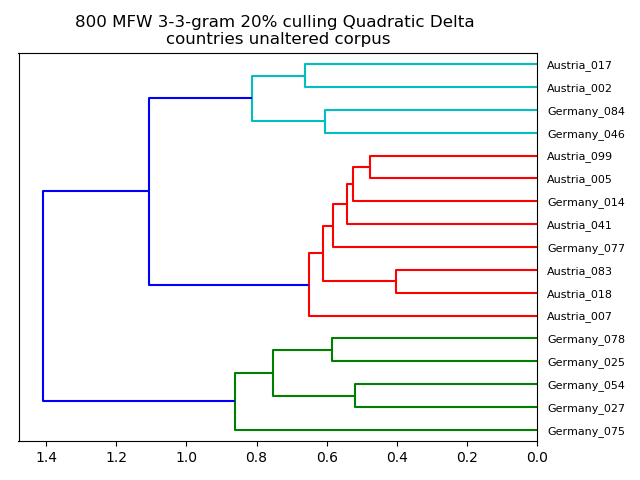 800 MFW 3-3-gram 20% culling Quadratic Delta
countries unaltered corpus
Austria_017
Austria_002
Germany_084
Germany_046
Austria_099
Austria_005
Germany_014
Austria_041
Germany_077
Austria_083
Austria_018
Austria_007
Germany_078
Germany_025
Germany_054
Germany_027
Germany_075
1.4 1.2 1.0 0.8 0.6 0.4 0.2 0.0